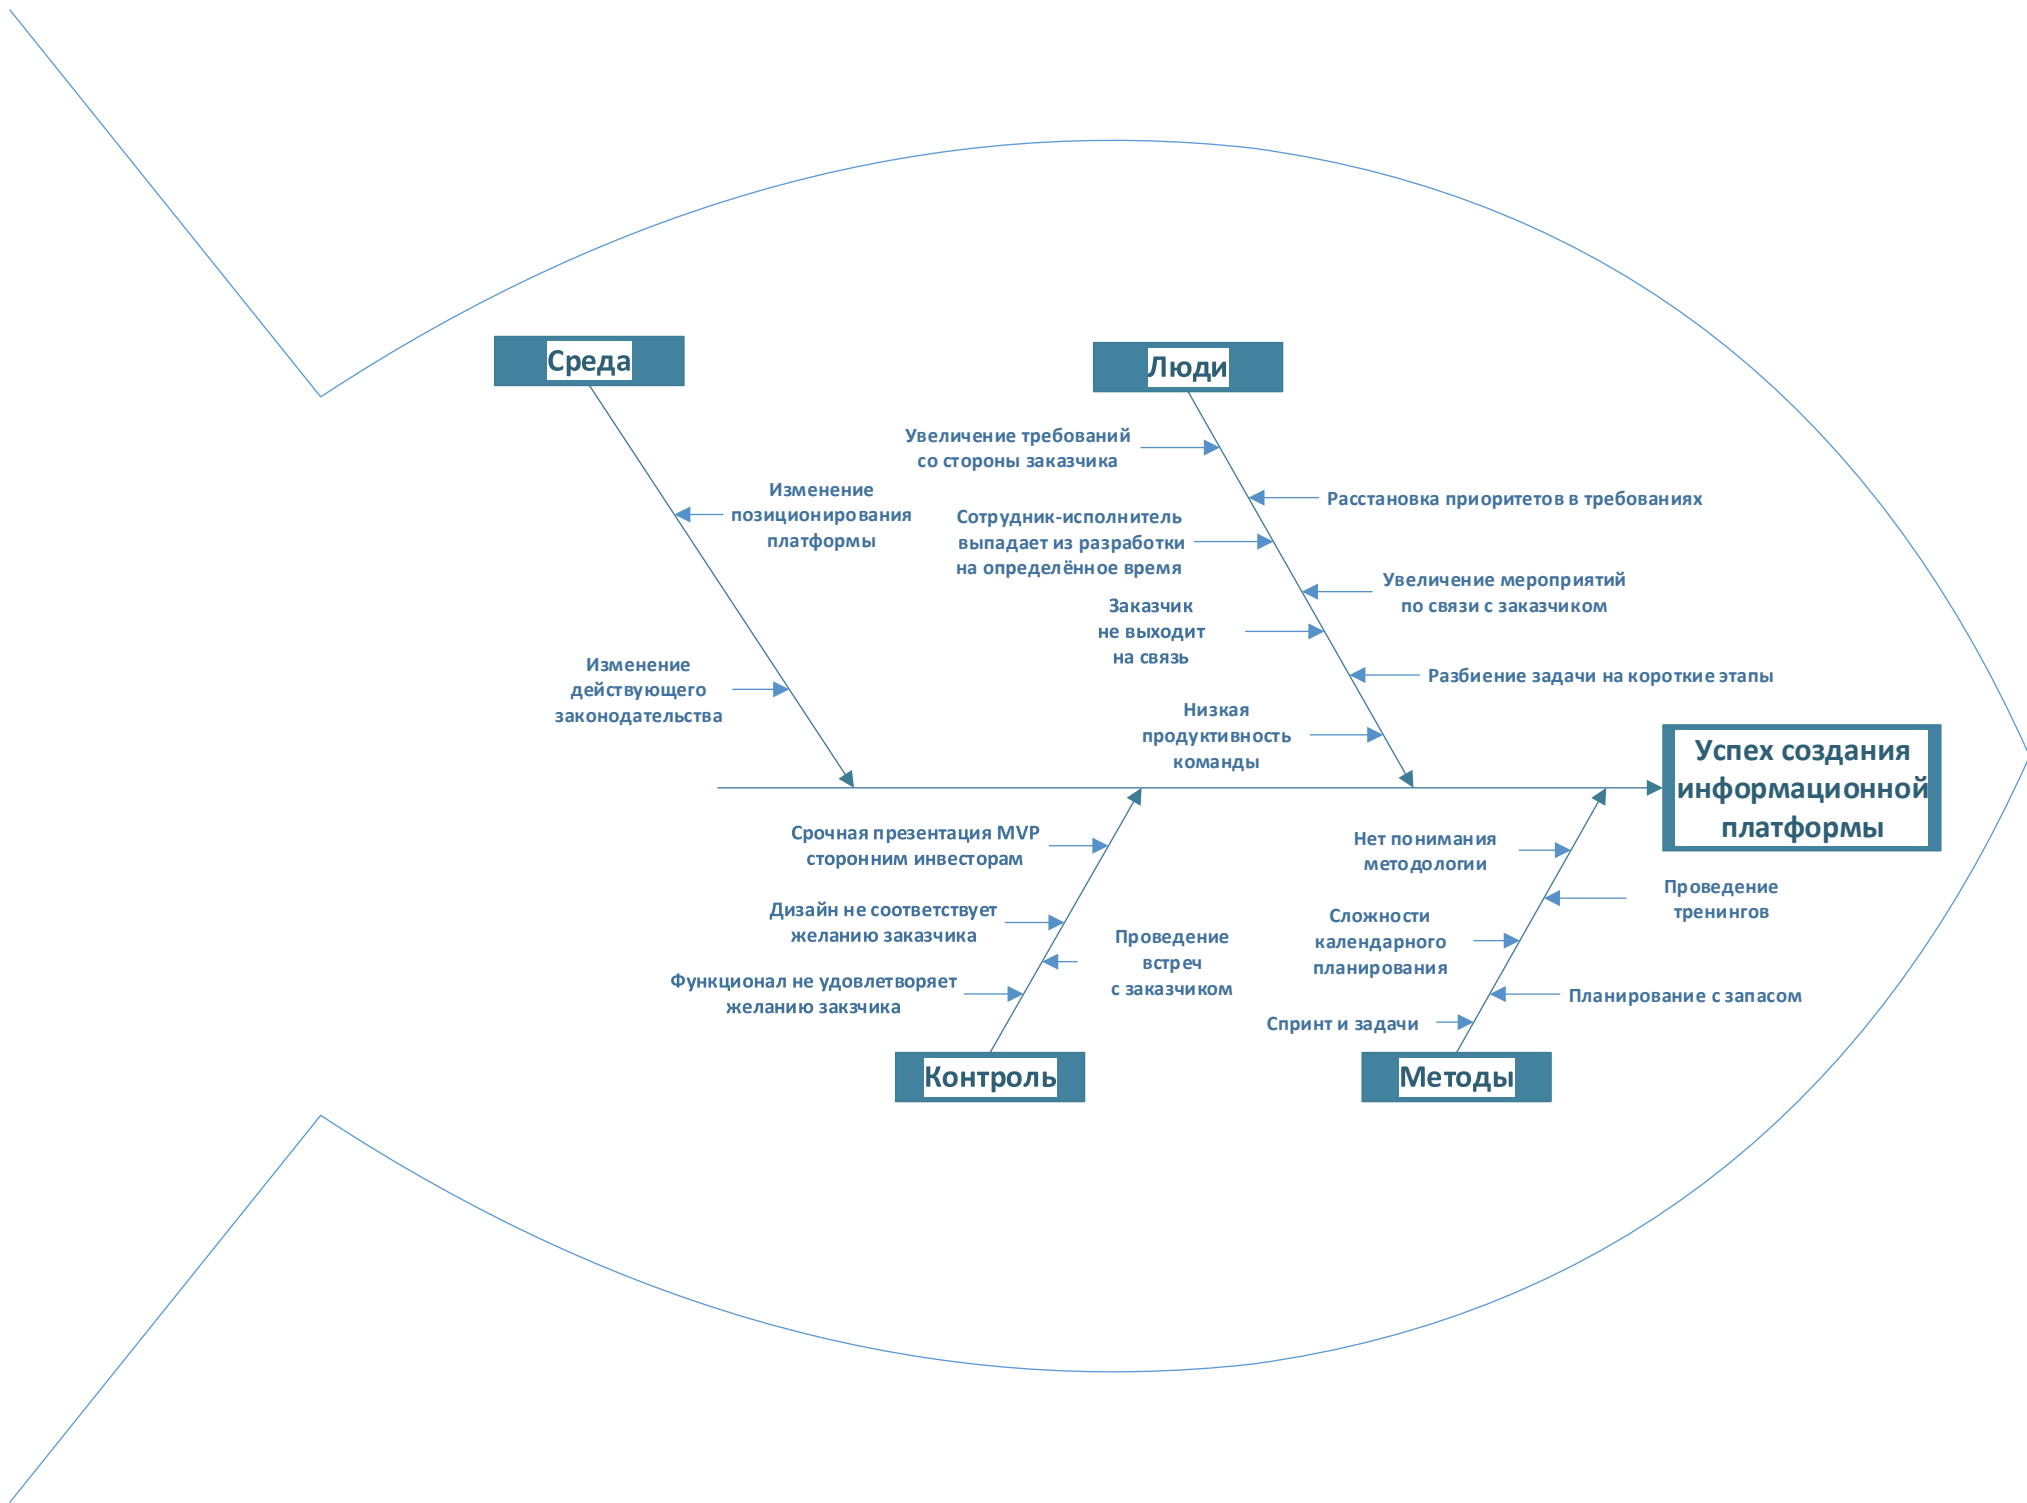 Среда
Люди
Увеличение требований
со стороны заказчика
Изменение
позиционирования
платформы
Расстановка приоритетов в требованиях
Сотрудник-исполнитель
выпадает из разработки
на определённое время
Увеличение мероприятий
по связи с заказчиком
Заказчик
не выходит
на связь
Изменение
действующего
законодательства
Разбиение задачи на короткие этапы
Низкая
продуктивность
команды
Успех создания
информационной
платформы
Срочная презентация MVP
сторонним инвесторам
Нет понимания
методологии
Проведение
тренингов
Дизайн не соответствует
желанию заказчика
Сложности
календарного
планирования
Проведение
встреч
с заказчиком
Функционал не удовлетворяет
желанию закзчика
Планирование с запасом
Спринт и задачи
Контроль
Методы